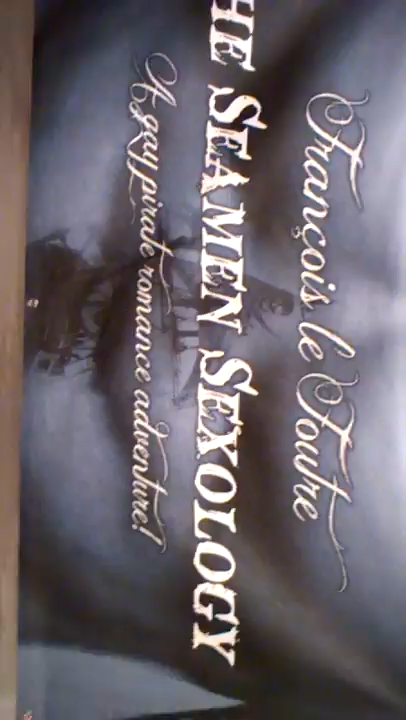 François le Foutre
HE SEAMEN SEXOLOGY
A gay pirate romance adventure!